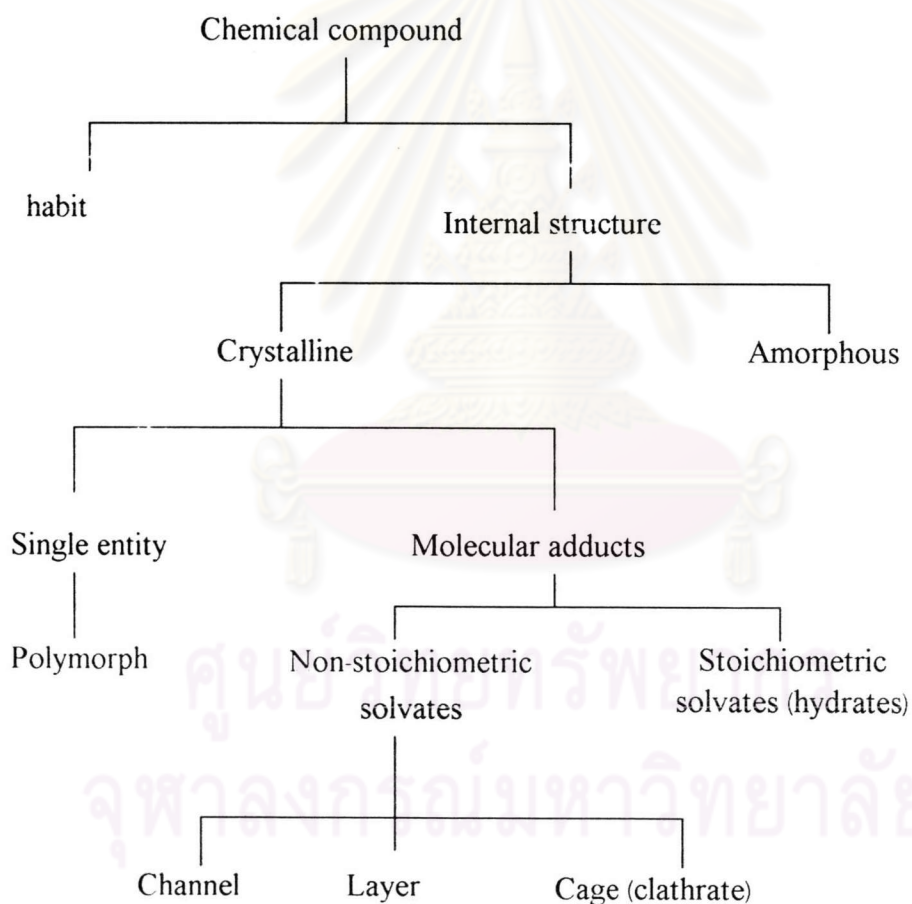 Chemical compound
habit
Internal structure
Crystalline
Amorphous
Single entity
Molecular adducts
Polymorph
Non-stoichiometric
solvates
Stoichiometric
solvates (hydrates)
ศูนย์วิทยทรัพยากร
จุฬาลงกรณ์มหาวิทยาลัย
Channel
Layer
Cage (clathrate)